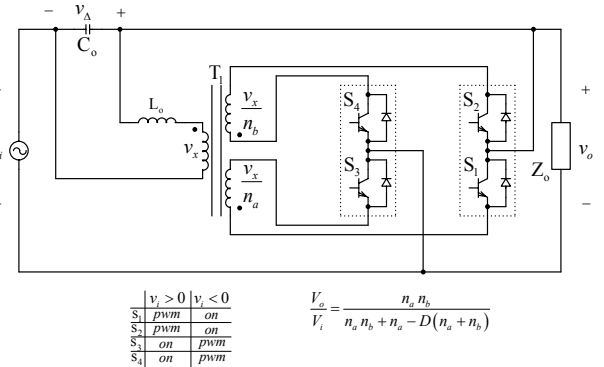 − v_Δ +
C_o
T_1
L_o
v_x
v_x / n_b
v_x / n_a
S_4
S_3
S_2
S_1
Z_o
+
v_o
−
i
v_i > 0 v_i < 0
S_1 pwm on
S_2 pwm on
S_3 on pwm
S_4 on pwm
V_o / V_i = n_a n_b / (n_a n_b + n_a − D(n_a + n_b))